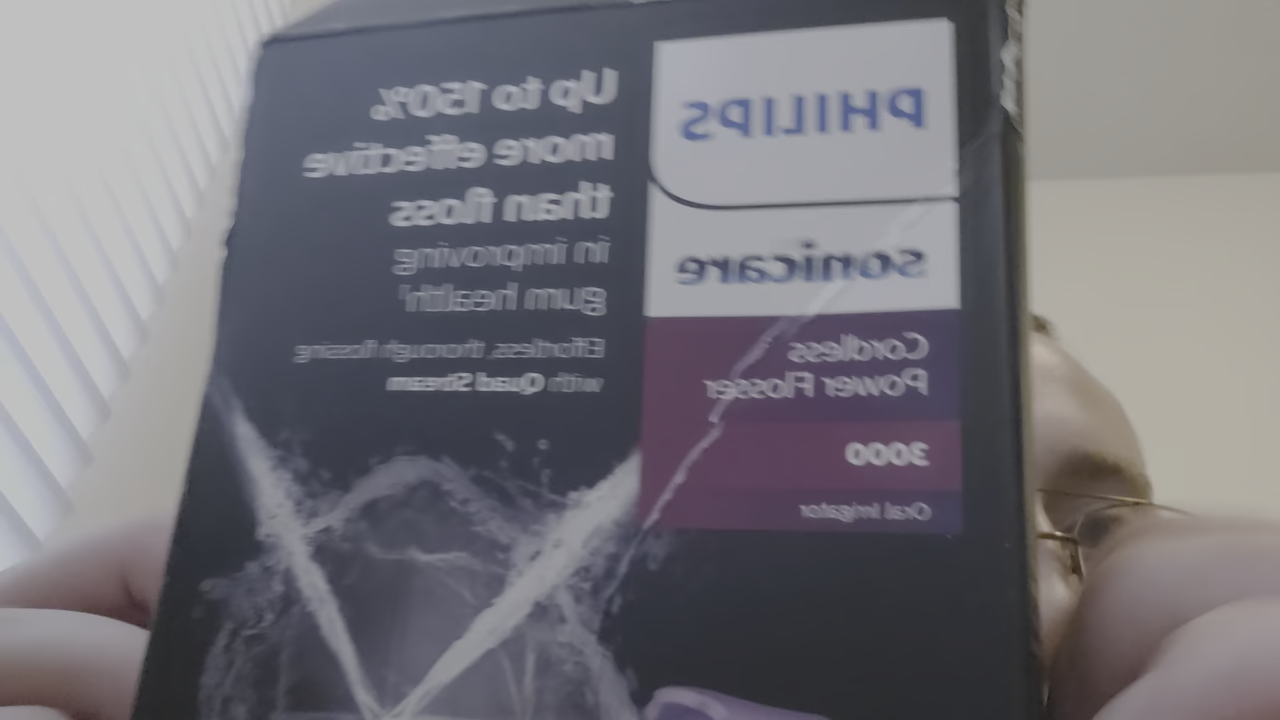 PHILIPS
sonicare
Cordless
Power Flosser
3000
Oral Irrigator
Up to 150%
more effective
than floss
in improving
gum health¹
Effortless, thorough flossing
with Quad Stream